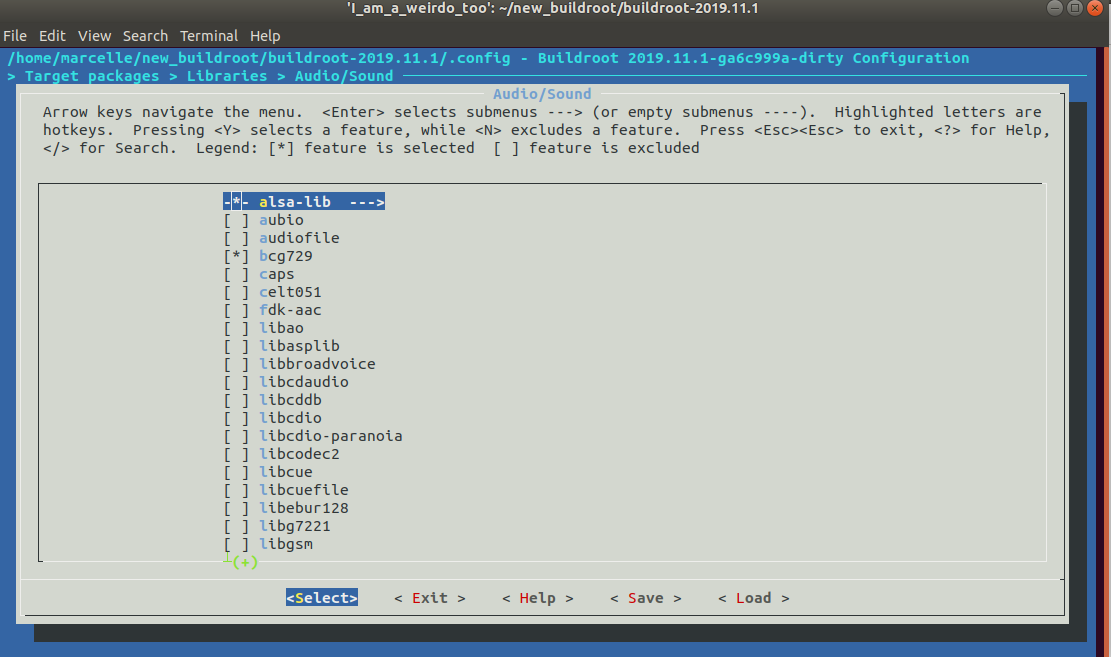 'I_am_a_weirdo_too': ~/new_buildroot/buildroot-2019.11.1
File Edit View Search Terminal Help
/home/marcelle/new_buildroot/buildroot-2019.11.1/.config - Buildroot 2019.11.1-ga6c999a-dirty Configuration
> Target packages > Libraries > Audio/Sound
Audio/Sound
Arrow keys navigate the menu.  <Enter> selects submenus ---> (or empty submenus ----).  Highlighted letters are
hotkeys.  Pressing <Y> selects a feature, while <N> excludes a feature.  Press <Esc><Esc> to exit, <?> for Help,
</> for Search.  Legend: [*] feature is selected  [ ] feature is excluded
-*- alsa-lib  --->
[ ] aubio
[ ] audiofile
[*] bcg729
[ ] caps
[ ] celt051
[ ] fdk-aac
[ ] libao
[ ] libasplib
[ ] libbroadvoice
[ ] libcdaudio
[ ] libcddb
[ ] libcdio
[ ] libcdio-paranoia
[ ] libcodec2
[ ] libcue
[ ] libcuefile
[ ] libebur128
[ ] libg7221
[ ] libgsm
(+)
<Select>    < Exit >    < Help >    < Save >    < Load >